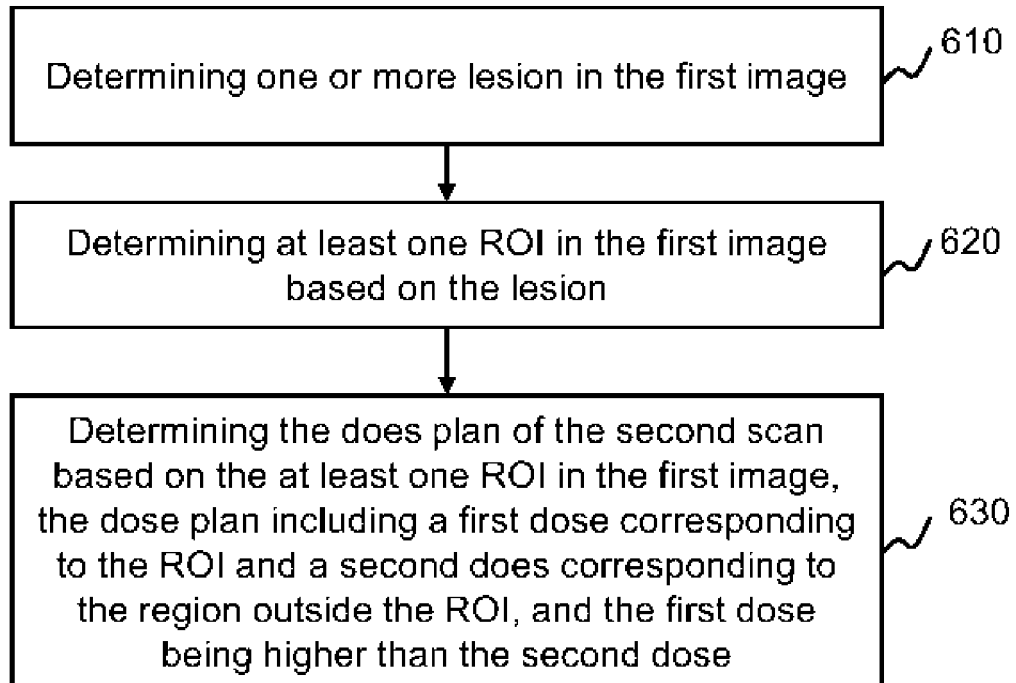 Determining one or more lesion in the first image
610
Determining at least one ROI in the first image
based on the lesion
620
Determining the does plan of the second scan
based on the at least one ROI in the first image,
the dose plan including a first dose corresponding
to the ROI and a second does corresponding to
the region outside the ROI, and the first dose
being higher than the second dose
630